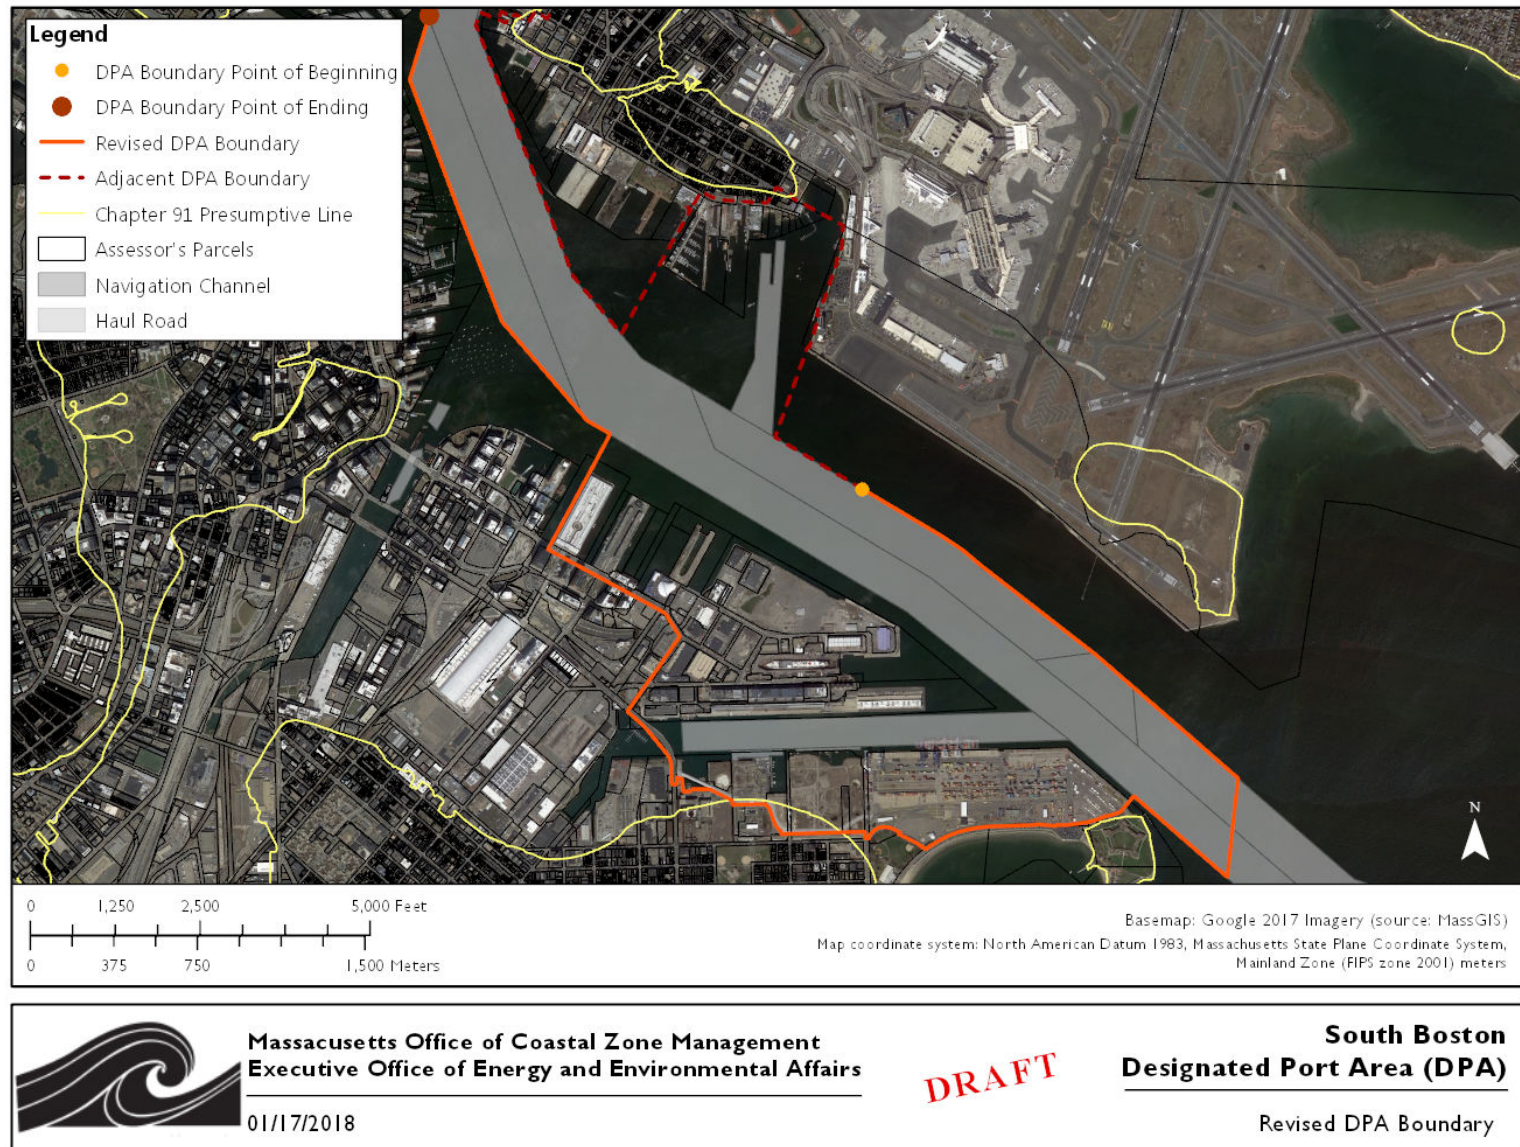 Legend
DPA Boundary Point of Beginning
DPA Boundary Point of Ending
Revised DPA Boundary
Adjacent DPA Boundary
Chapter 91 Presumptive Line
Assessor's Parcels
Navigation Channel
Haul Road
N
0 1,250 2,500 5,000 Feet
0 375 750 1,500 Meters
Basemap: Google 2017 Imagery (source: MassGIS)
Map coordinate system: North American Datum 1983, Massachusetts State Plane Coordinate System,
Mainland Zone (FIPS zone 2001) meters
Massacusetts Office of Coastal Zone Management
Executive Office of Energy and Environmental Affairs
01/17/2018
DRAFT
South Boston
Designated Port Area (DPA)
Revised DPA Boundary